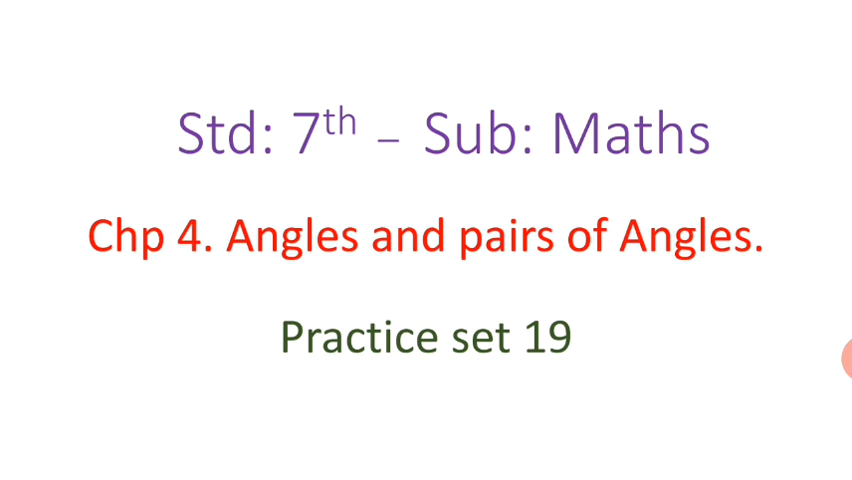 Std: 7th – Sub: Maths
Chp 4. Angles and pairs of Angles.
Practice set 19